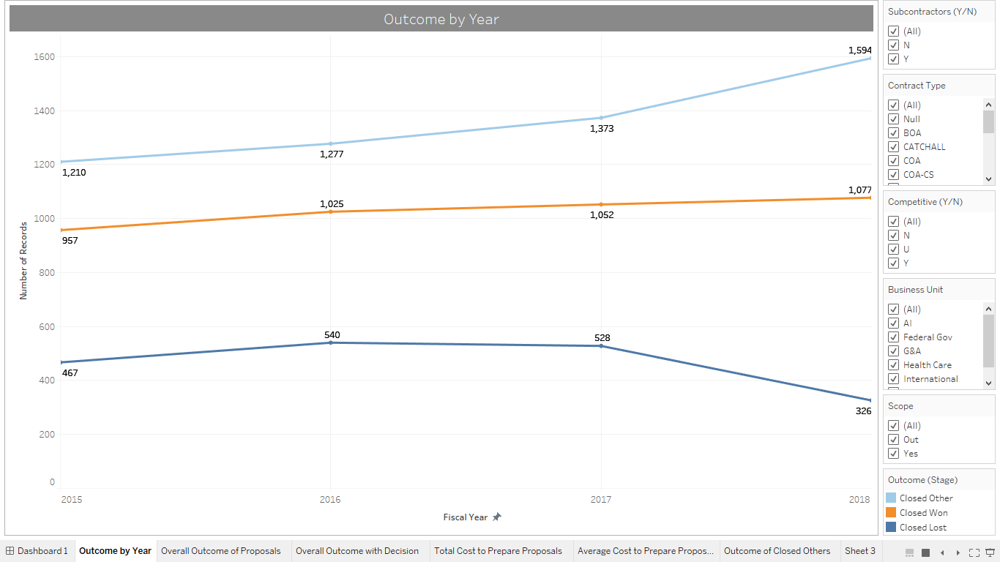 Outcome by Year
1600
1400
1200
1000
800
600
400
200
0
Number of Records
1,594
1,373
1,277
1,210
1,077
1,052
1,025
957
540
528
467
326
2015
2016
2017
2018
Fiscal Year
Subcontractors (Y/N)
(All)
N
Y
Contract Type
(All)
Null
BOA
CATCHALL
COA
COA-CS
Competitive (Y/N)
(All)
N
U
Y
Business Unit
(All)
AI
Federal Gov
G&A
Health Care
International
Scope
(All)
Out
Yes
Outcome (Stage)
Closed Other
Closed Won
Closed Lost
Dashboard 1
Outcome by Year
Overall Outcome of Proposals
Overall Outcome with Decision
Total Cost to Prepare Proposals
Average Cost to Prepare Propos...
Outcome of Closed Others
Sheet 3